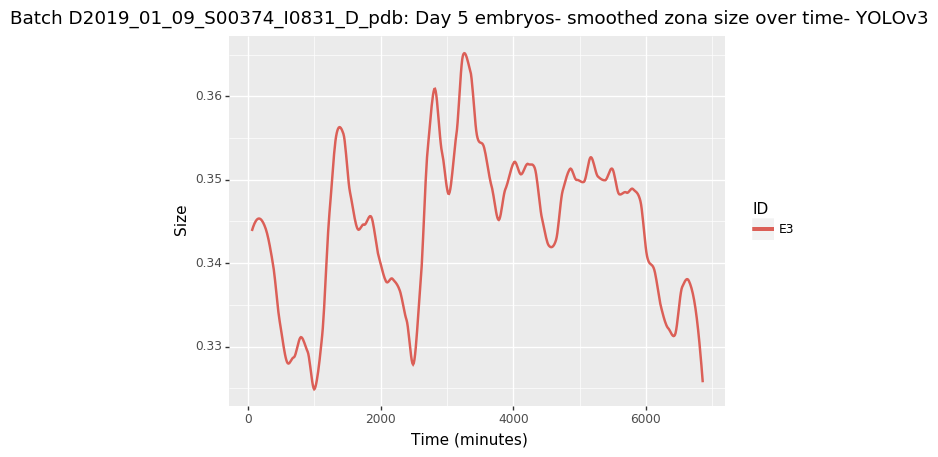 Batch D2019_01_09_S00374_I0831_D_pdb: Day 5 embryos- smoothed zona size over time- YOLOv3
0.36
0.35
0.34
0.33
Size
0
2000
4000
6000
Time (minutes)
ID
E3